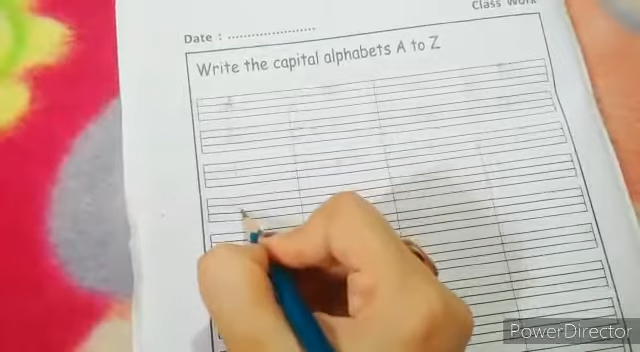 Class Work
Date : ......................
Write the capital alphabets A to Z
PowerDirector